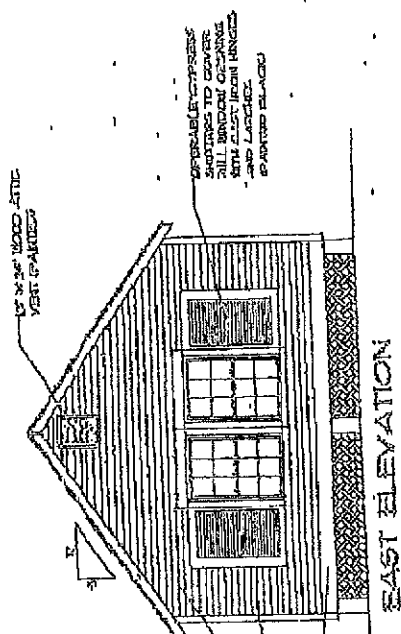 WOOD ATTIC
VENT (PAINTED)
OPERABLE CYPRESS
SHUTTERS TO COVER
FULL WINDOW OPENING
WITH CAST IRON HINGES
AND LATCHES
(PAINTED BLACK)
EAST ELEVATION